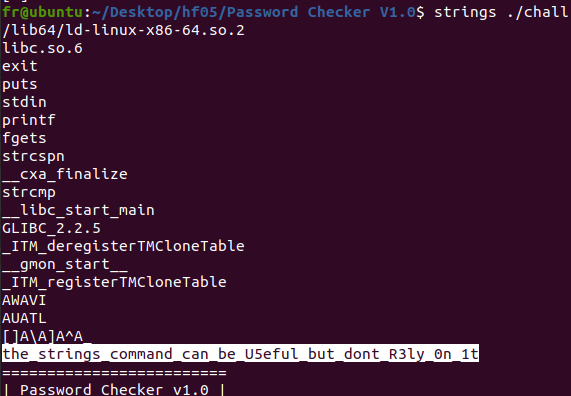 fr@ubuntu:~/Desktop/hf05/Password Checker V1.0$ strings ./chall
/lib64/ld-linux-x86-64.so.2
libc.so.6
exit
puts
stdin
printf
fgets
strcspn
__cxa_finalize
strcmp
__libc_start_main
GLIBC_2.2.5
_ITM_deregisterTMCloneTable
__gmon_start__
_ITM_registerTMCloneTable
AWAVI
AUATL
[]A\A]A^A_
the_strings_command_can_be_U5eful_but_dont_R3ly_0n_1t
=========================
| Password Checker v1.0 |